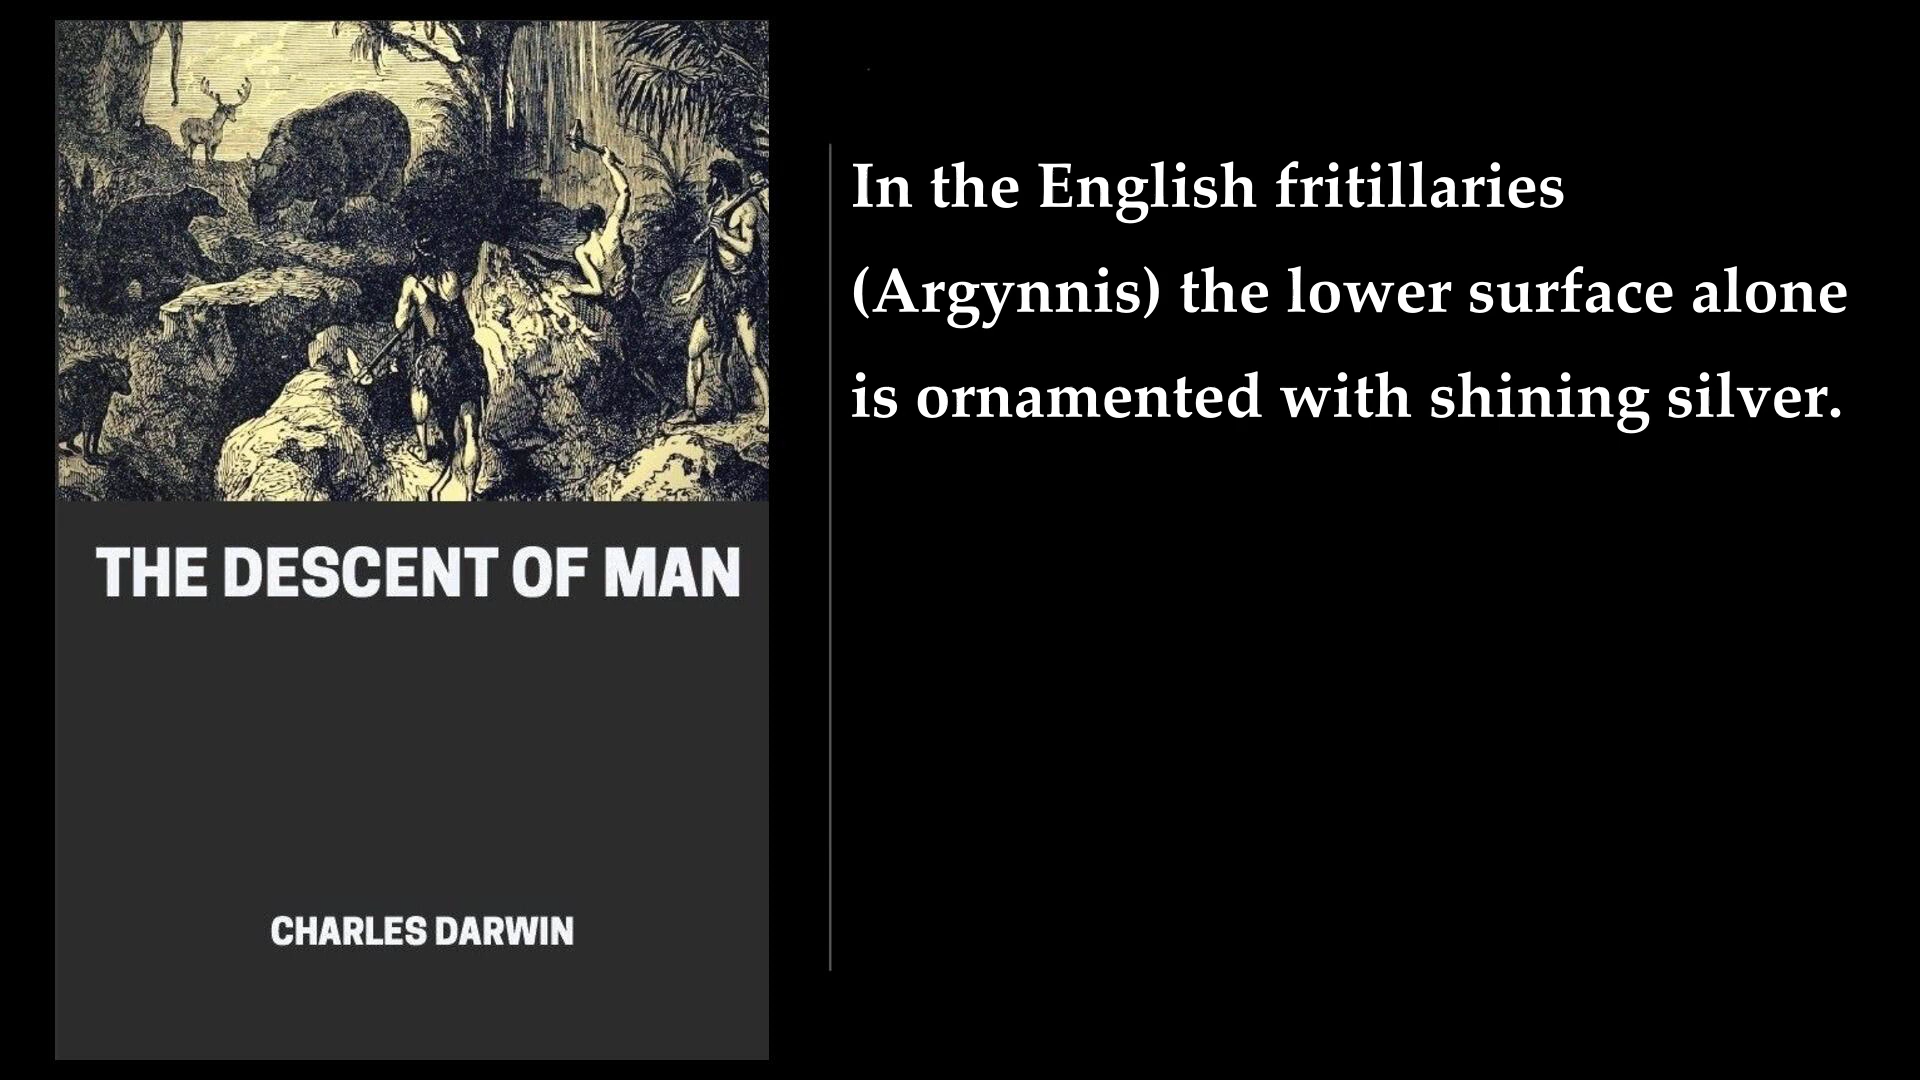 THE DESCENT OF MAN
CHARLES DARWIN
In the English fritillaries
(Argynnis) the lower surface alone
is ornamented with shining silver.